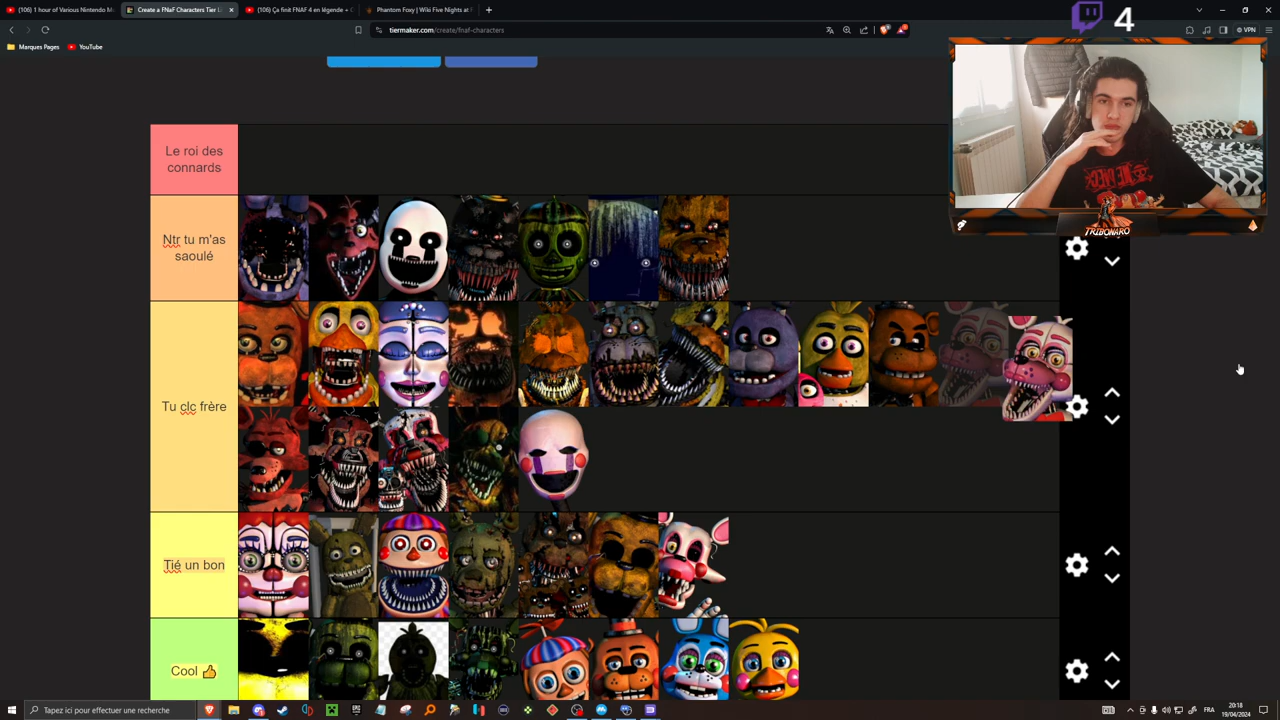 (106) 1 hour of Various Nintendo M
Create a FNaF Characters Tier L
(106) Ça finit FNAF 4 en légende + C
Phantom Foxy | Wiki Five Nights at F
tiermaker.com/create/fnaf-characters
VPN
Marques Pages
YouTube
4
TRIBONARO
Le roi des
connards
Ntr tu m'as
saoulé
Tu clc frère
Tié un bon
Cool 👍
Tapez ici pour effectuer une recherche
FRA
20:18
19/04/2024